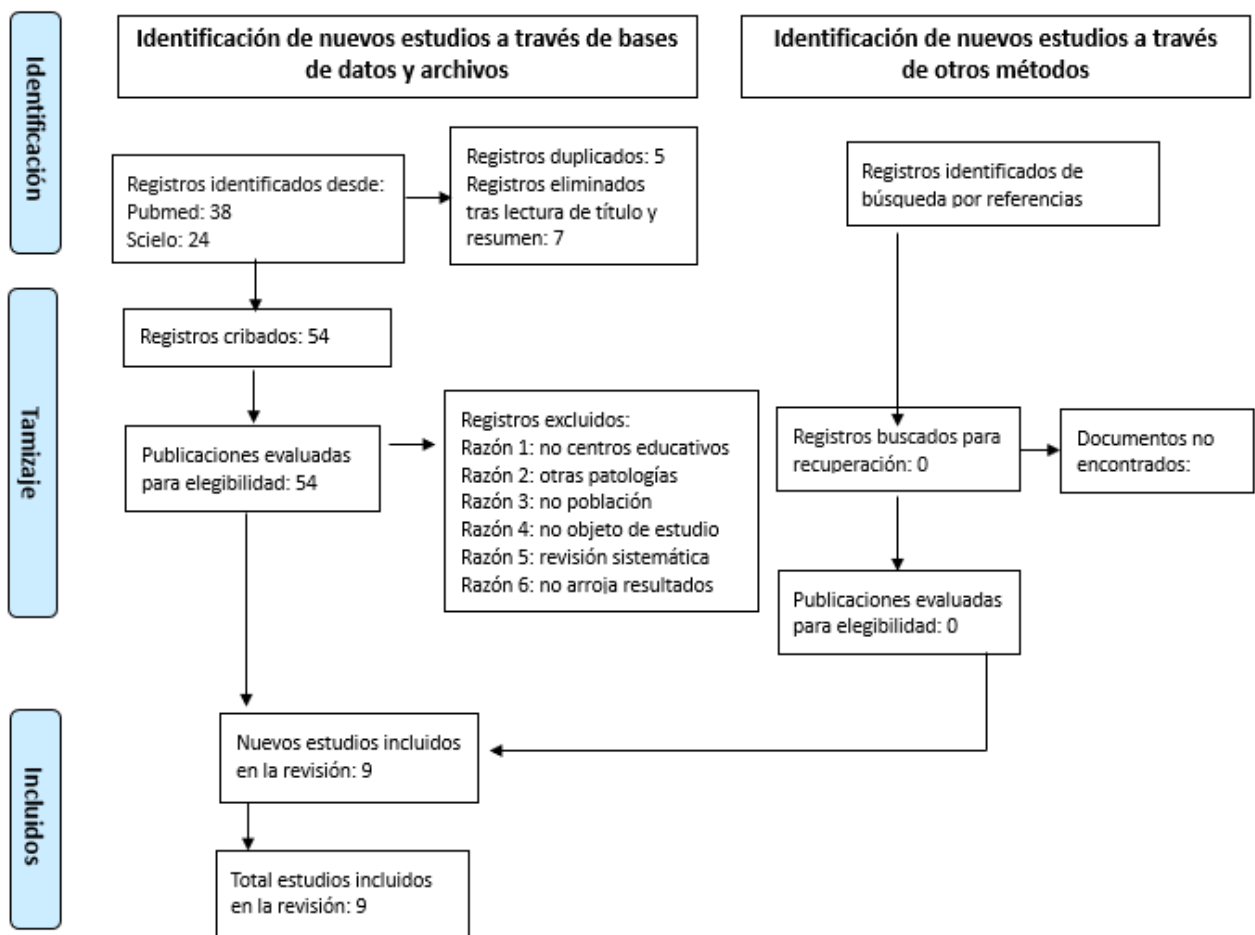 Identificación
Identificación de nuevos estudios a través de bases
de datos y archivos
Identificación de nuevos estudios a través
de otros métodos
Registros identificados desde:
Pubmed: 38
Scielo: 24
Registros duplicados: 5
Registros eliminados
tras lectura de título y
resumen: 7
Registros identificados de
búsqueda por referencias
Tamizaje
Registros cribados: 54
Publicaciones evaluadas
para elegibilidad: 54
Registros excluidos:
Razón 1: no centros educativos
Razón 2: otras patologías
Razón 3: no población
Razón 4: no objeto de estudio
Razón 5: revisión sistemática
Razón 6: no arroja resultados
Registros buscados para
recuperación: 0
Documentos no
encontrados:
Publicaciones evaluadas
para elegibilidad: 0
Incluidos
Nuevos estudios incluidos
en la revisión: 9
Total estudios incluidos
en la revisión: 9